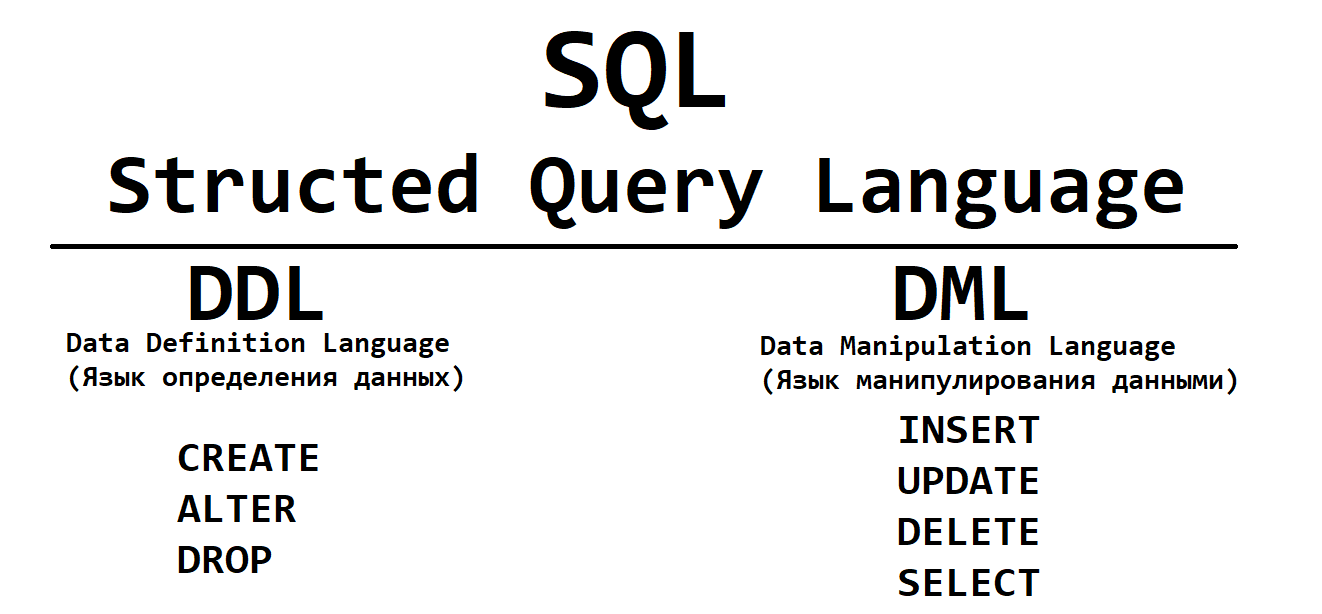 SQL
Structed Query Language
DDL
Data Definition Language
(Язык определения данных)
CREATE
ALTER
DROP
DML
Data Manipulation Language
(Язык манипулирования данными)
INSERT
UPDATE
DELETE
SELECT